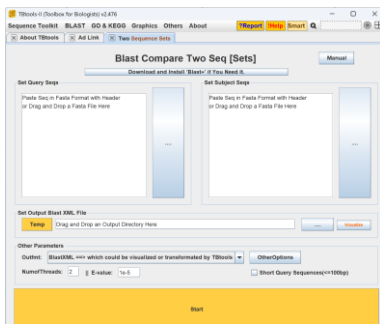 TBtools-II (Toolbox for Biologists) v2.476
Sequence Toolkit BLAST GO & KEGG Graphics Others About ?Report !Help Smart
About TBtools Ad Link Two Sequence Sets
Blast Compare Two Seq [Sets]
Manual
Download and Install 'Blast+' if You Need It.
Set Query Seqs
Set Subject Seqs
Paste Seq in Fasta Format with Header
or Drag and Drop a Fasta File Here
...
Paste Seq in Fasta Format with Header
or Drag and Drop a Fasta File Here
...
Set Output Blast XML File
Temp Drag and Drop an Output Directory Here ... Visualize
Other Parameters
Outfmt: BlastXML ==> which could be visualized or transformated by TBtools OtherOptions
NumofThreads: 2 E-value: 1e-5 Short Query Sequences(<=100bp)
Start